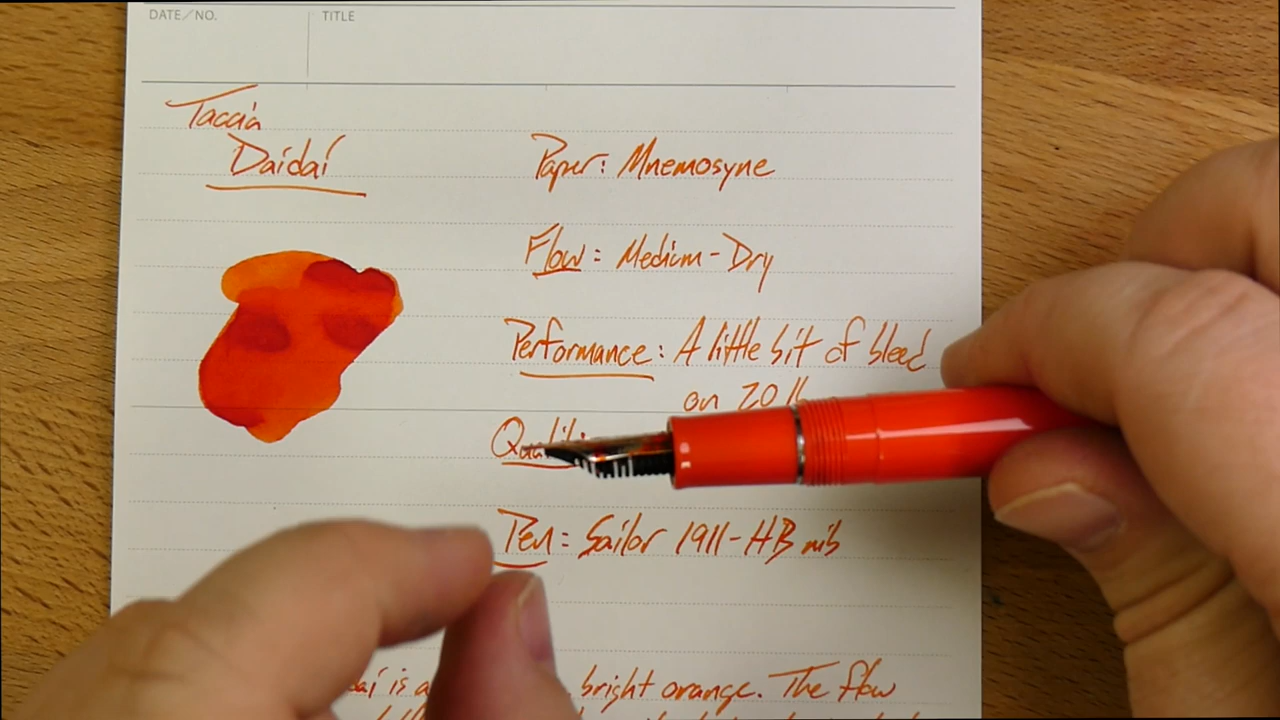 DATE/NO.
TITLE
Taccia
Daidai
Paper: Mnemosyne
Flow: Medium-Dry
Performance: A little bit of bleed
on 20 lb
Pen: Sailor 1911-HB nib
is a bright orange. The flow